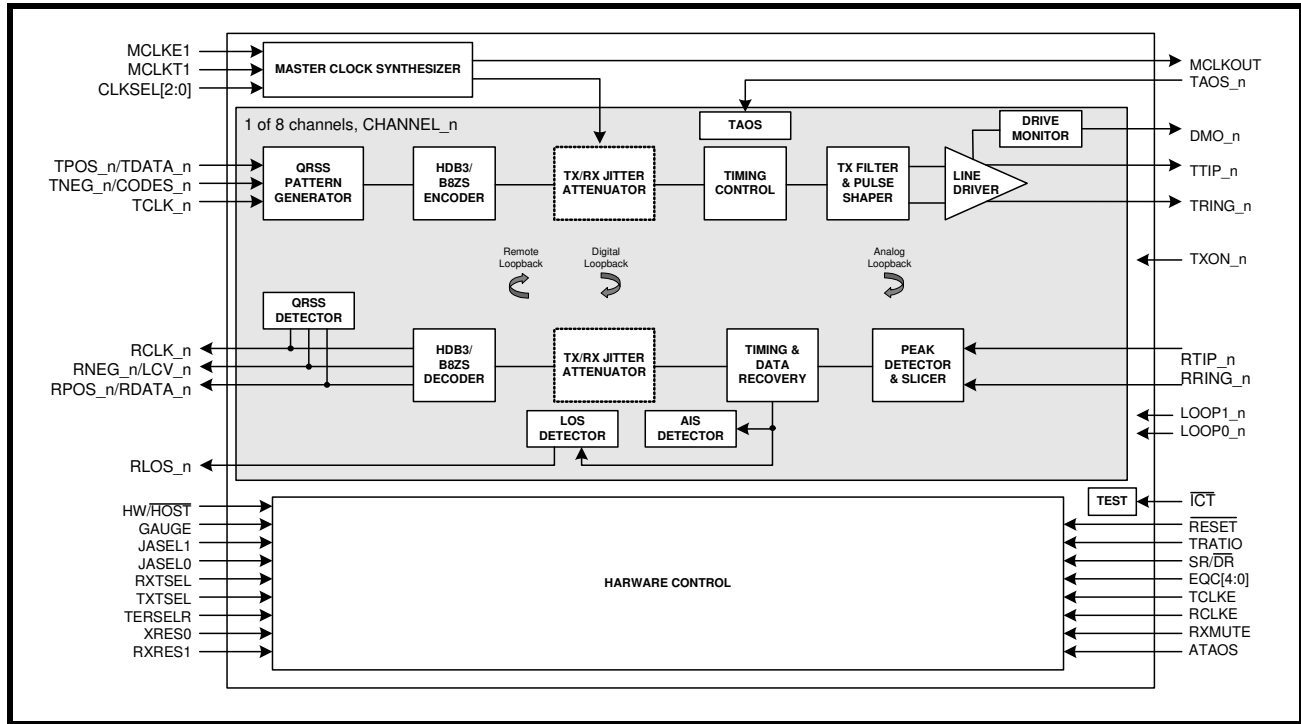 MCLKE1
MCLKT1
CLKSEL[2:0]
MASTER CLOCK SYNTHESIZER
MCLKOUT
TAOS_n
1 of 8 channels, CHANNEL_n
TAOS
DRIVE
MONITOR
DMO_n
TPOS_n/TDATA_n
TNEG_n/CODES_n
TCLK_n
QRSS
PATTERN
GENERATOR
HDB3/
B8ZS
ENCODER
TX/RX JITTER
ATTENUATOR
TIMING
CONTROL
TX FILTER
& PULSE
SHAPER
LINE
DRIVER
TTIP_n
TRING_n
Remote
Loopback
Digital
Loopback
Analog
Loopback
TXON_n
QRSS
DETECTOR
RCLK_n
RNEG_n/LCV_n
RPOS_n/RDATA_n
HDB3/
B8ZS
DECODER
TX/RX JITTER
ATTENUATOR
TIMING &
DATA
RECOVERY
PEAK
DETECTOR
& SLICER
RTIP_n
RRING_n
LOS
DETECTOR
AIS
DETECTOR
LOOP1_n
LOOP0_n
RLOS_n
TEST
ICT
HW/HOST
GAUGE
JASEL1
JASEL0
RXTSEL
TXTSEL
TERSELR
XRES0
RXRES1
HARWARE CONTROL
RESET
TRATIO
SR/DR
EQC[4:0]
TCLKE
RCLKE
RXMUTE
ATAOS